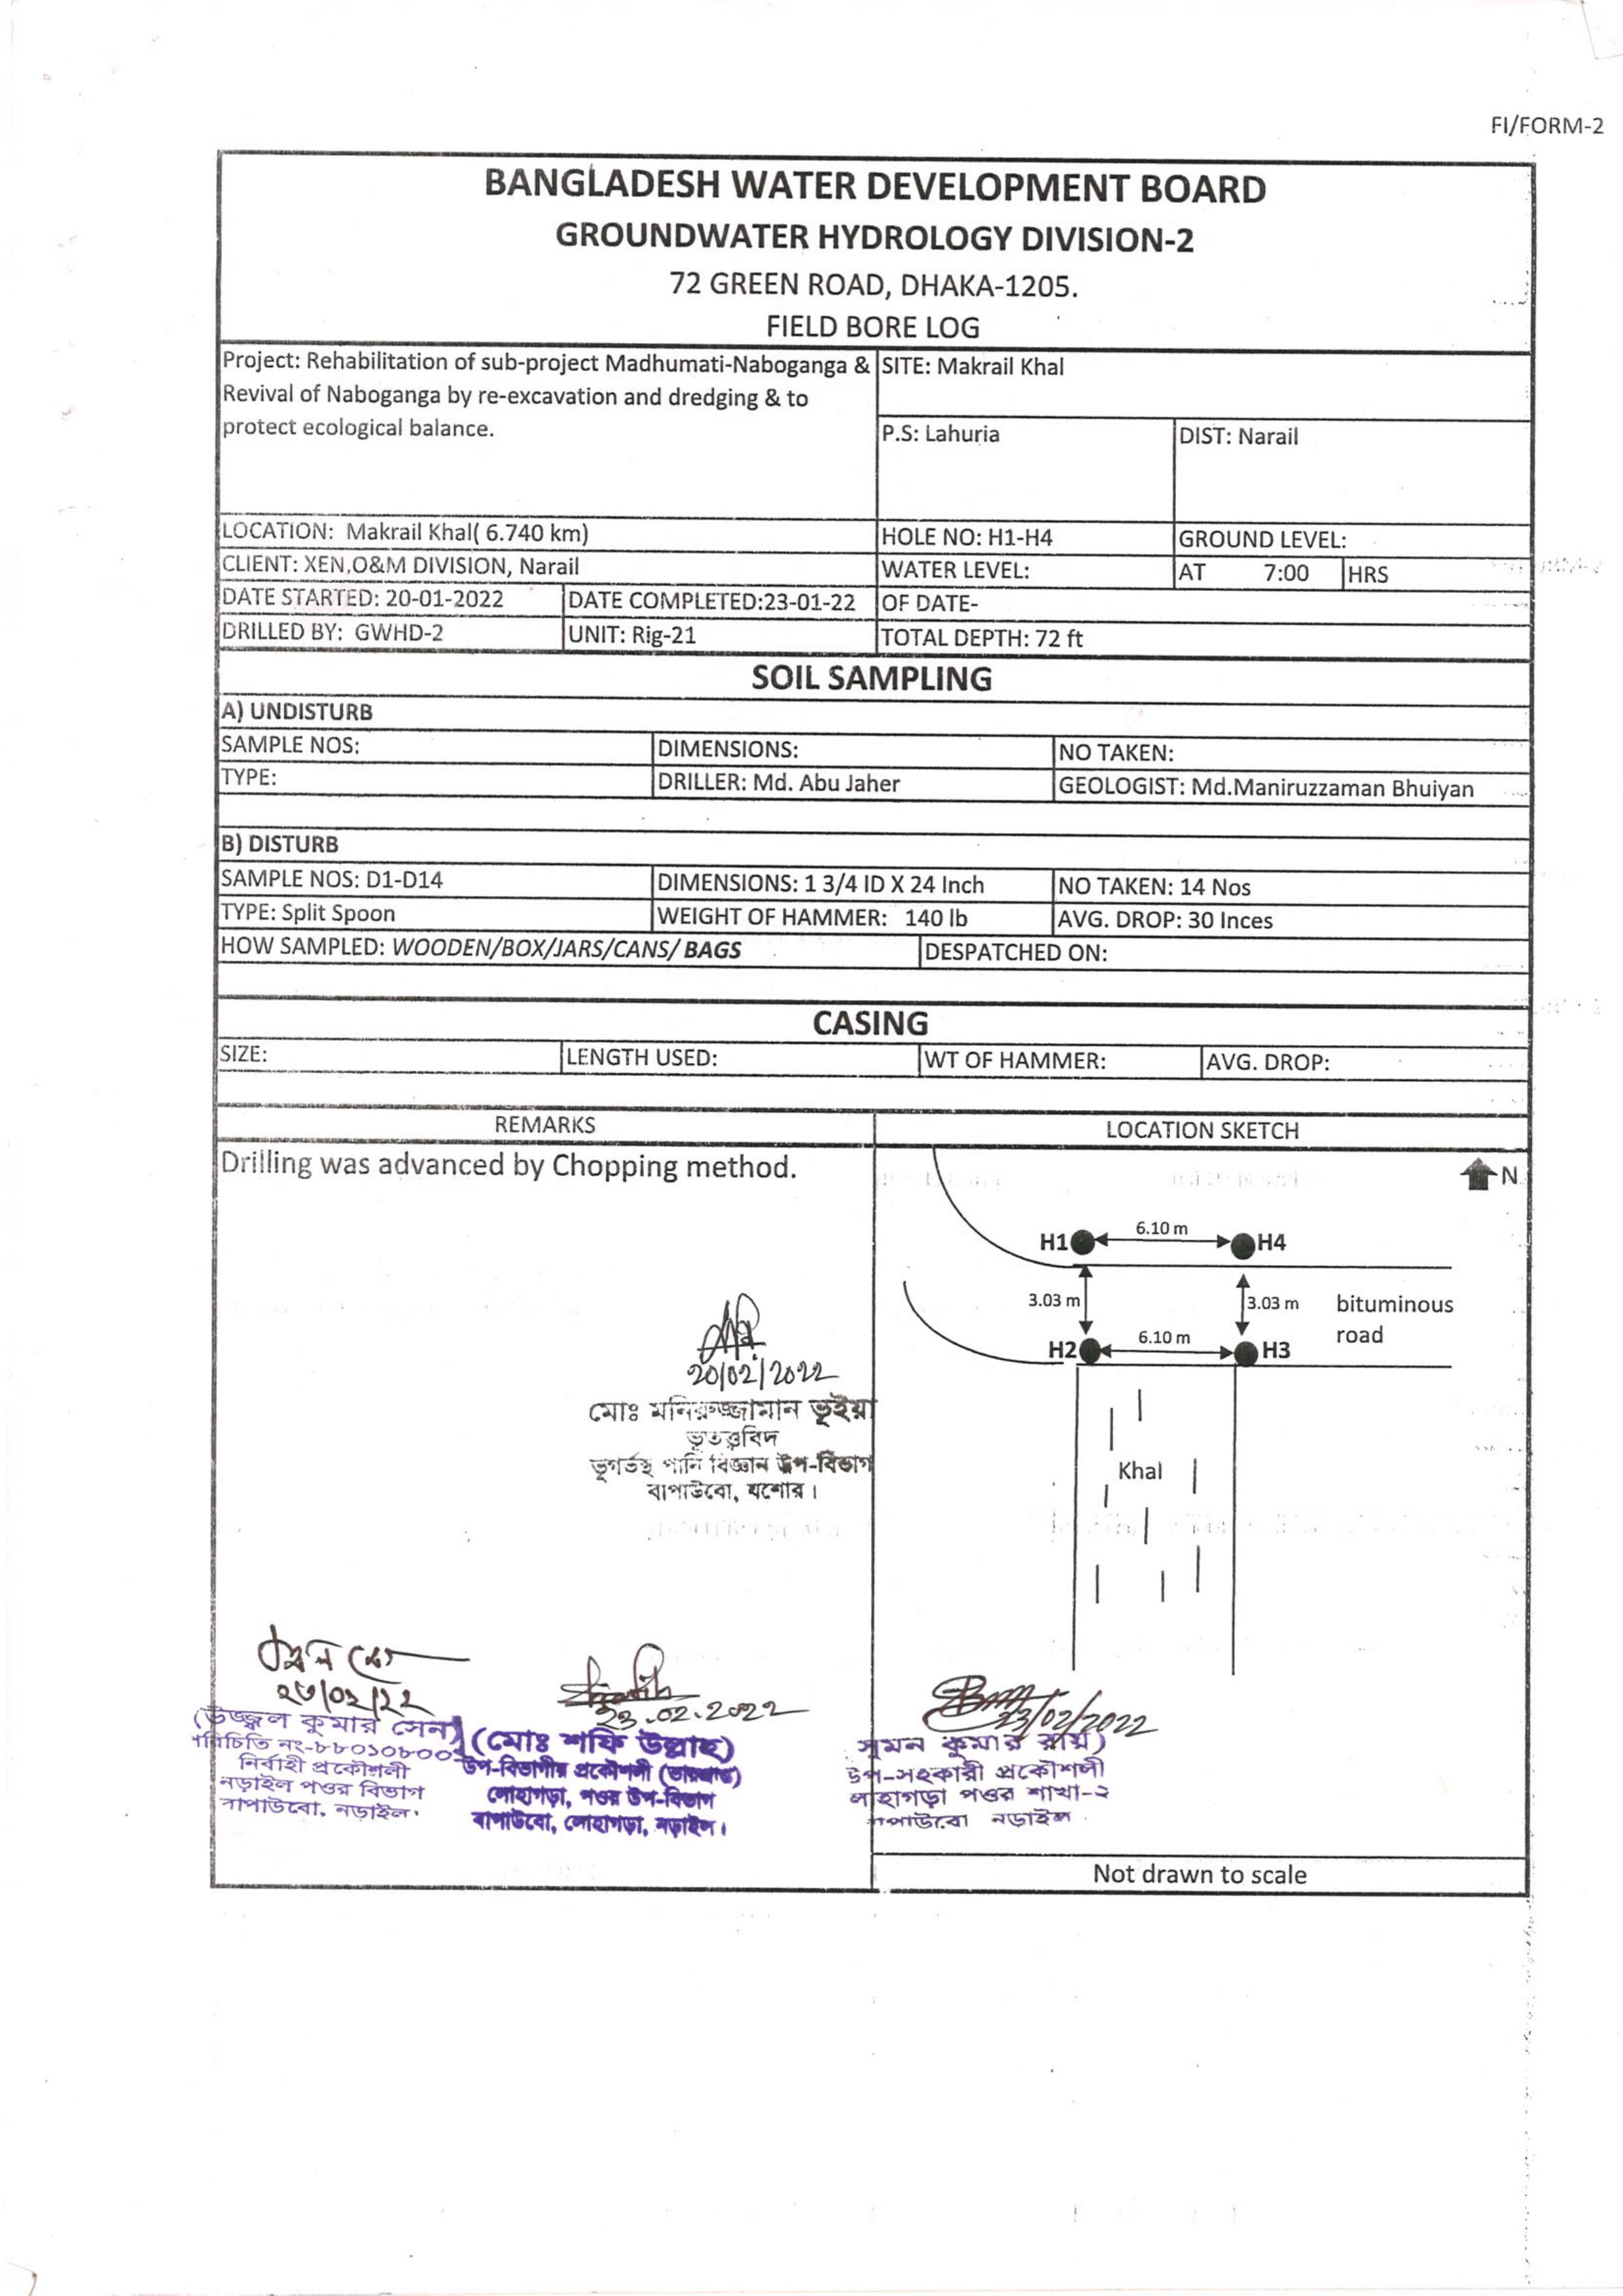 FI/FORM-2
BANGLADESH WATER DEVELOPMENT BOARD
GROUNDWATER HYDROLOGY DIVISION-2
72 GREEN ROAD, DHAKA-1205.
FIELD BORE LOG
Project: Rehabilitation of sub-project Madhumati-Naboganga &
Revival of Naboganga by re-excavation and dredging & to
protect ecological balance.
SITE: Makrail Khal
P.S: Lahuria
DIST: Narail
LOCATION: Makrail Khal( 6.740 km)
HOLE NO: H1-H4
GROUND LEVEL:
CLIENT: XEN,O&M DIVISION, Narail
WATER LEVEL:
AT 7:00 HRS
DATE STARTED: 20-01-2022
DATE COMPLETED:23-01-22
OF DATE-
DRILLED BY: GWHD-2
UNIT: Rig-21
TOTAL DEPTH: 72 ft
SOIL SAMPLING
A) UNDISTURB
SAMPLE NOS:
DIMENSIONS:
NO TAKEN:
TYPE:
DRILLER: Md. Abu Jaher
GEOLOGIST: Md.Maniruzzaman Bhuiyan
B) DISTURB
SAMPLE NOS: D1-D14
DIMENSIONS: 1 3/4 ID X 24 Inch
NO TAKEN: 14 Nos
TYPE: Split Spoon
WEIGHT OF HAMMER: 140 lb
AVG. DROP: 30 Inces
HOW SAMPLED: WOODEN/BOX/JARS/CANS/ BAGS
DESPATCHED ON:
CASING
SIZE:
LENGTH USED:
WT OF HAMMER:
AVG. DROP:
REMARKS
LOCATION SKETCH
Drilling was advanced by Chopping method.
N
H1 6.10 m H4
3.03 m 3.03 m
bituminous
road
H2 6.10 m H3
Khal
20/02/2022
মোঃ মনিরুজ্জামান ভূইয়া
ভূতত্ত্ববিদ
ভূগর্ভস্থ পানি বিজ্ঞান উপ-বিভাগ
বাপাউবো, যশোর।
২৩/০২/২২
(উজ্জ্বল কুমার সেন)
পরিচিতি নং-৮৮০১০৮০০
নির্বাহী প্রকৌশলী
নড়াইল পওর বিভাগ
বাপাউবো, নড়াইল।
23.02.2022
(মোঃ শফি উল্লাহ)
উপ-বিভাগীয় প্রকৌশলী (ভারপ্রাপ্ত)
লোহাগড়া, পওর উপ-বিভাগ
বাপাউবো, লোহাগড়া, নড়াইল।
23/02/2022
সুমন কুমার রায়)
উপ-সহকারী প্রকৌশলী
লোহাগড়া পওর শাখা-২
বাপাউবো নড়াইল
Not drawn to scale